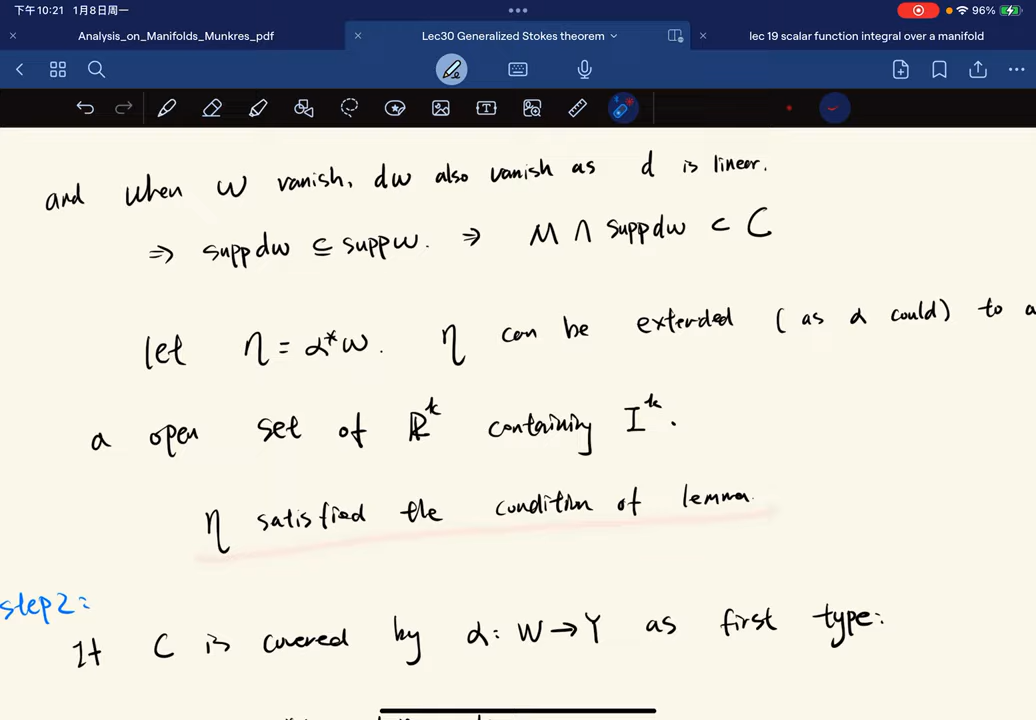 下午10:21 1月8日周一
96%
Analysis_on_Manifolds_Munkres_pdf
Lec30 Generalized Stokes theorem
lec 19 scalar function integral over a manifold
and when ω vanish, dω also vanish as d is linear.
⇒ supp dω ⊆ supp ω. ⇒ M ∩ supp dω ⊂ C
let η = α*ω. η can be extended (as α could) to a
a open set of ℝ^k containing I^k.
η satisfied the condition of lemma.
step2:
If C is covered by α: W → Y as first type: